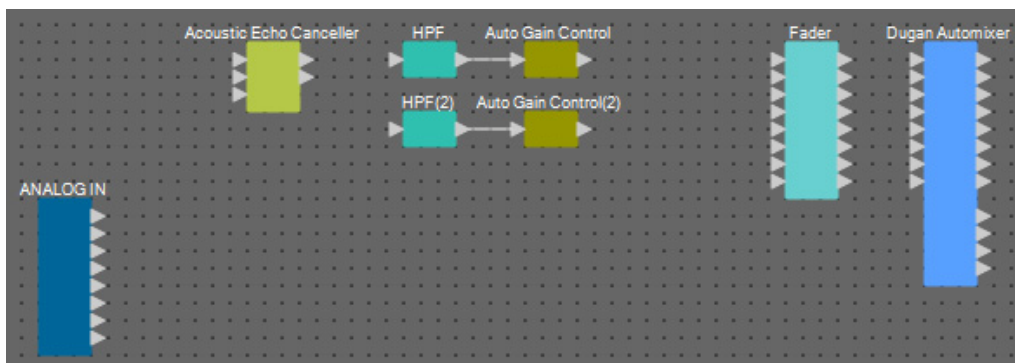 Acoustic Echo Canceller
HPF
Auto Gain Control
Fader
Dugan Automixer
HPF(2)
Auto Gain Control(2)
ANALOG IN